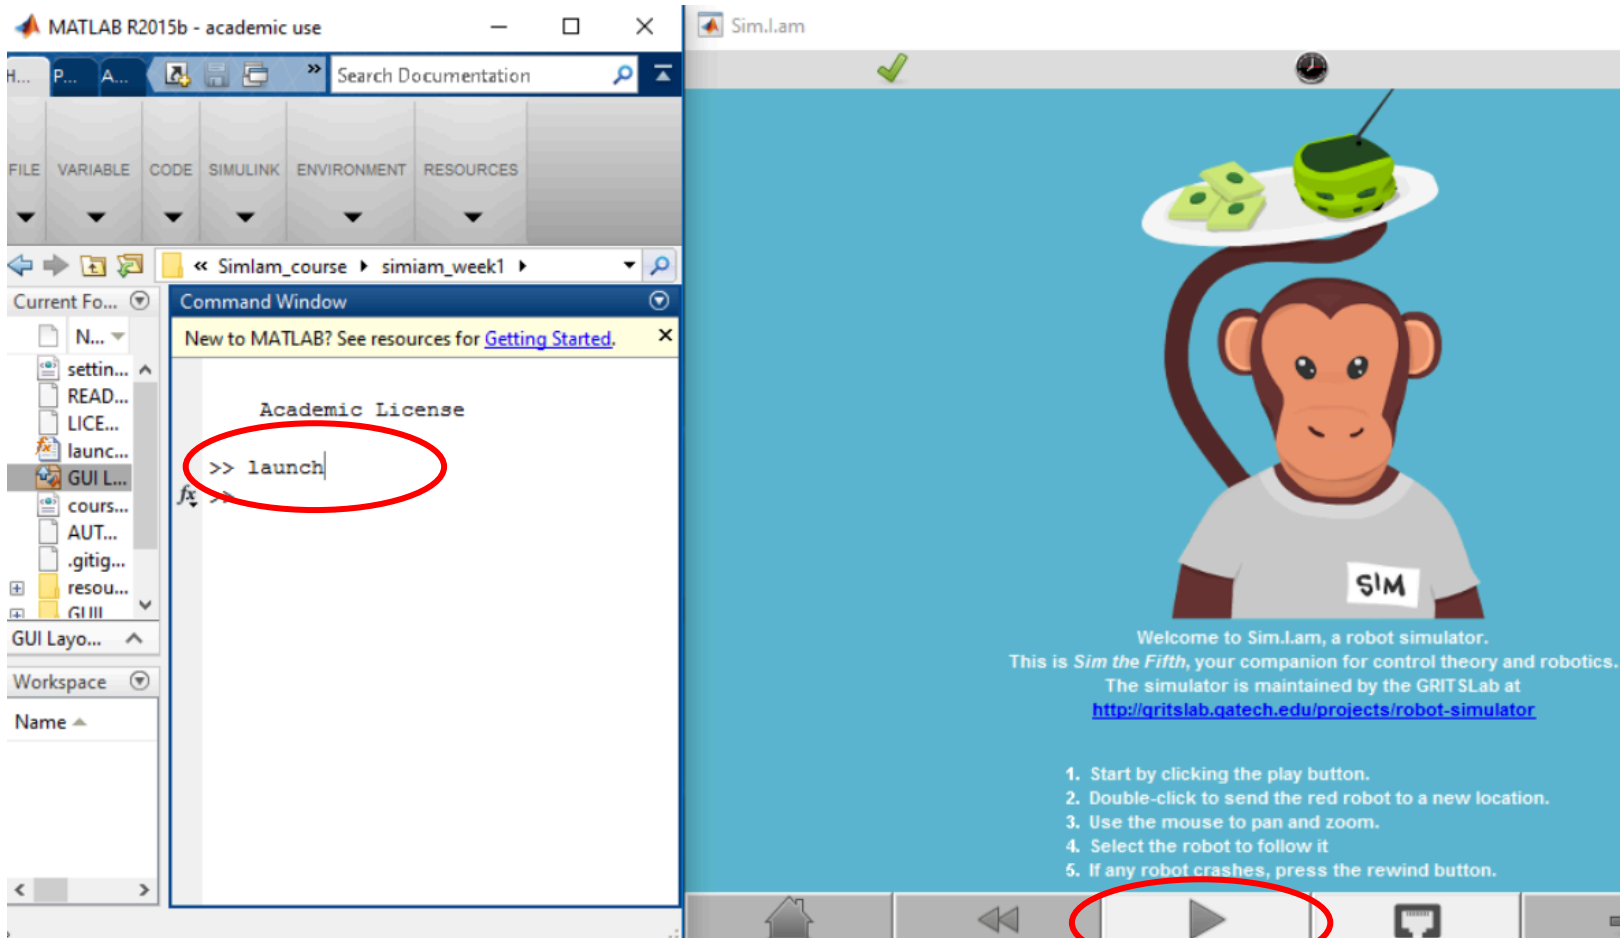 MATLAB R2015b - academic use
H... P... A... Search Documentation
FILE VARIABLE CODE SIMULINK ENVIRONMENT RESOURCES
« SimIam_course simiam_week1
Current Fo...
N...
settin...
READ...
LICE...
launc...
GUI L...
cours...
AUT...
.gitig...
resou...
GUI Layo...
Workspace
Name
Command Window
New to MATLAB? See resources for Getting Started.
Academic License
>> launch
fx >>
Sim.I.am
SIM
Welcome to Sim.I.am, a robot simulator.
This is Sim the Fifth, your companion for control theory and robotics.
The simulator is maintained by the GRITSLab at
http://gritslab.gatech.edu/projects/robot-simulator
1. Start by clicking the play button.
2. Double-click to send the red robot to a new location.
3. Use the mouse to pan and zoom.
4. Select the robot to follow it
5. If any robot crashes, press the rewind button.